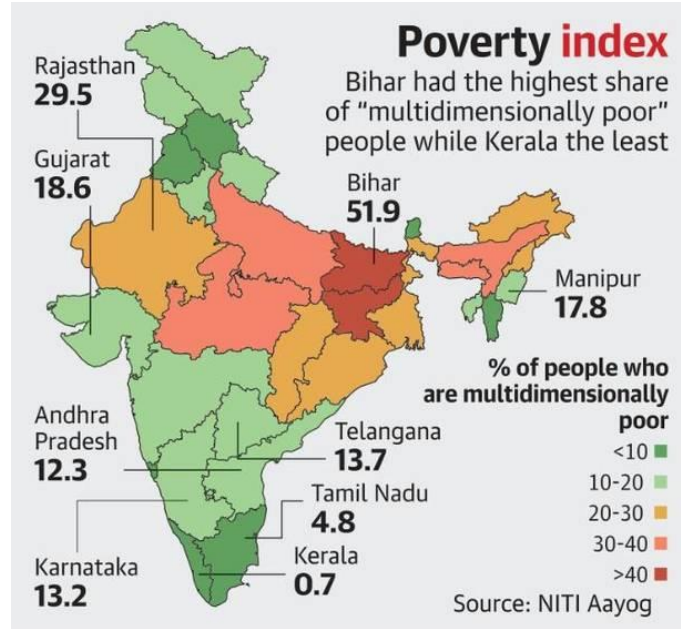 Poverty index
Bihar had the highest share
of “multidimensionally poor”
people while Kerala the least
Rajasthan
29.5
Gujarat
18.6
Bihar
51.9
Manipur
17.8
% of people who
are multidimensionally
poor
<10
10-20
20-30
30-40
>40
Andhra
Pradesh
12.3
Telangana
13.7
Tamil Nadu
4.8
Kerala
0.7
Karnataka
13.2
Source: NITI Aayog